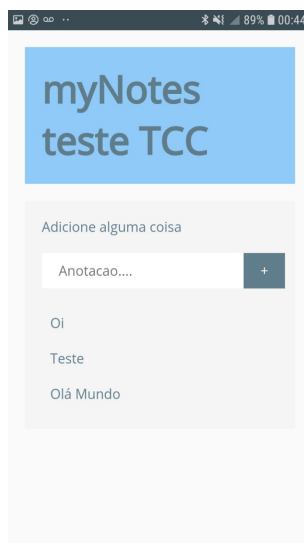 89% 00:44
myNotes
teste TCC
Adicione alguma coisa
Anotacao....
+
Oi
Teste
Olá Mundo